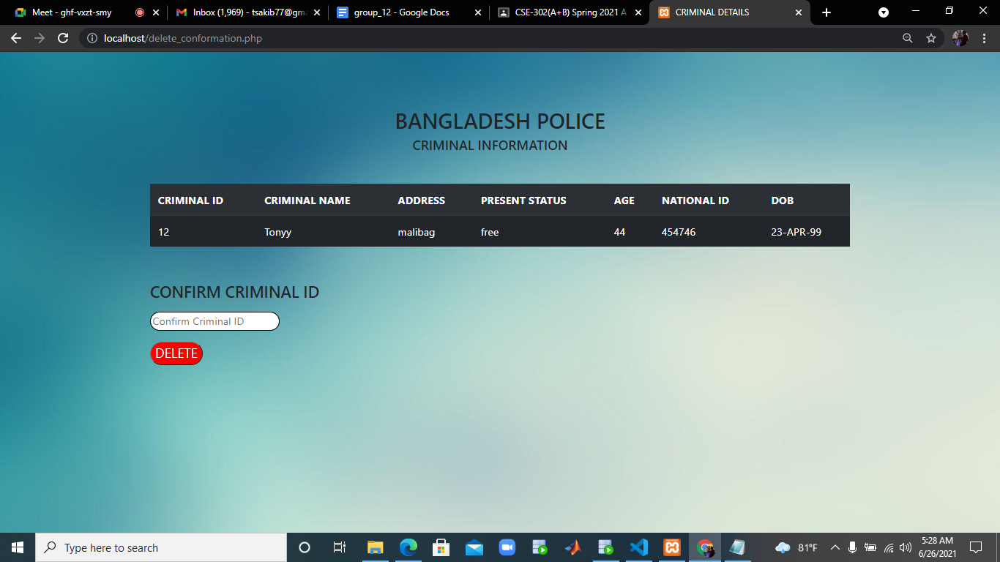 Meet - ghf-vxzt-smy
Inbox (1,969) - tsakib77@gma
group_12 - Google Docs
CSE-302(A+B) Spring 2021 A
CRIMINAL DETAILS
localhost/delete_conformation.php
BANGLADESH POLICE
CRIMINAL INFORMATION
CRIMINAL ID CRIMINAL NAME ADDRESS PRESENT STATUS AGE NATIONAL ID DOB
12 Tonyy malibag free 44 454746 23-APR-99
CONFIRM CRIMINAL ID
Confirm Criminal ID
DELETE
Type here to search
81°F
5:28 AM
6/26/2021